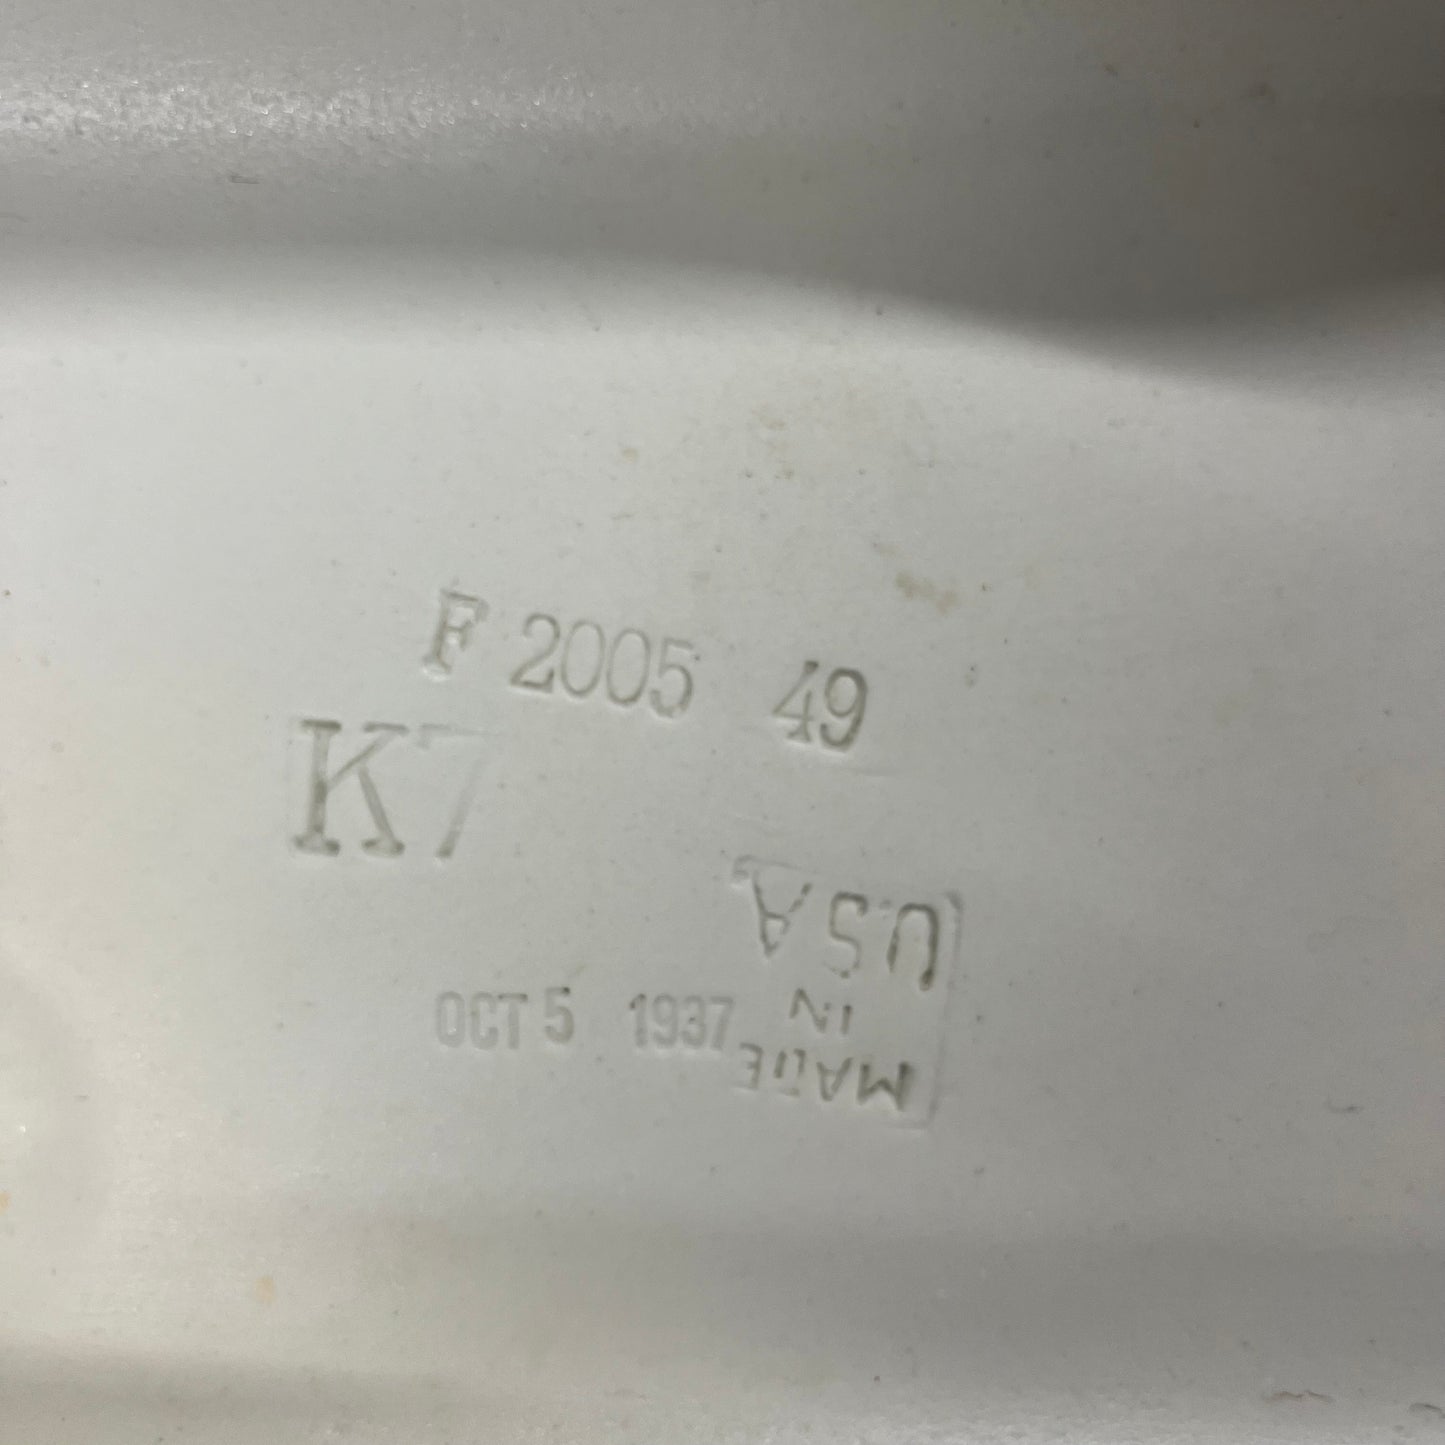 F 2005 49
K7
OCT 5 1937
MADE
IN
U.S.A.